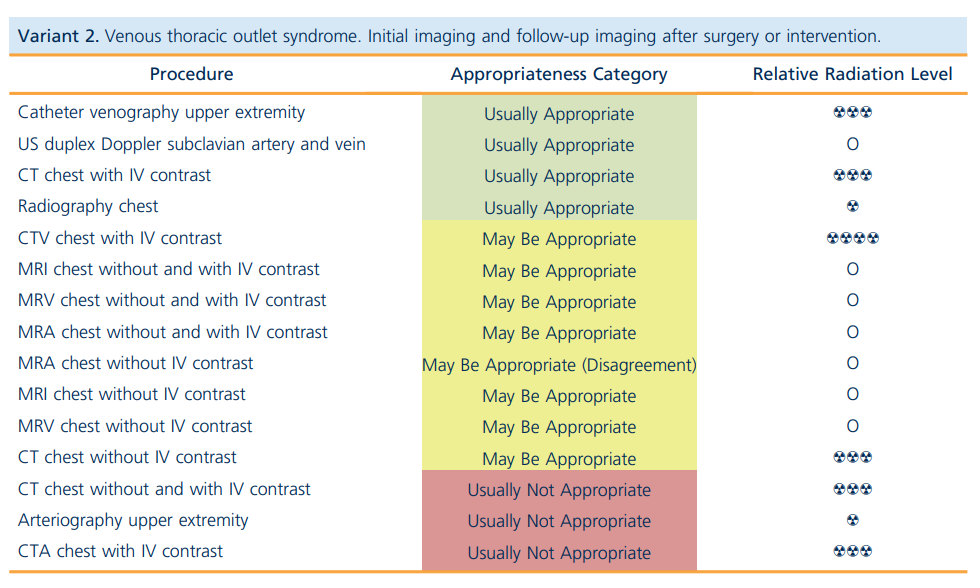 Variant 2. Venous thoracic outlet syndrome. Initial imaging and follow-up imaging after surgery or intervention.
Procedure Appropriateness Category Relative Radiation Level
Catheter venography upper extremity Usually Appropriate ☢☢☢
US duplex Doppler subclavian artery and vein Usually Appropriate O
CT chest with IV contrast Usually Appropriate ☢☢☢
Radiography chest Usually Appropriate ☢
CTV chest with IV contrast May Be Appropriate ☢☢☢☢
MRI chest without and with IV contrast May Be Appropriate O
MRV chest without and with IV contrast May Be Appropriate O
MRA chest without and with IV contrast May Be Appropriate O
MRA chest without IV contrast May Be Appropriate (Disagreement) O
MRI chest without IV contrast May Be Appropriate O
MRV chest without IV contrast May Be Appropriate O
CT chest without IV contrast May Be Appropriate ☢☢☢
CT chest without and with IV contrast Usually Not Appropriate ☢☢☢
Arteriography upper extremity Usually Not Appropriate ☢
CTA chest with IV contrast Usually Not Appropriate ☢☢☢